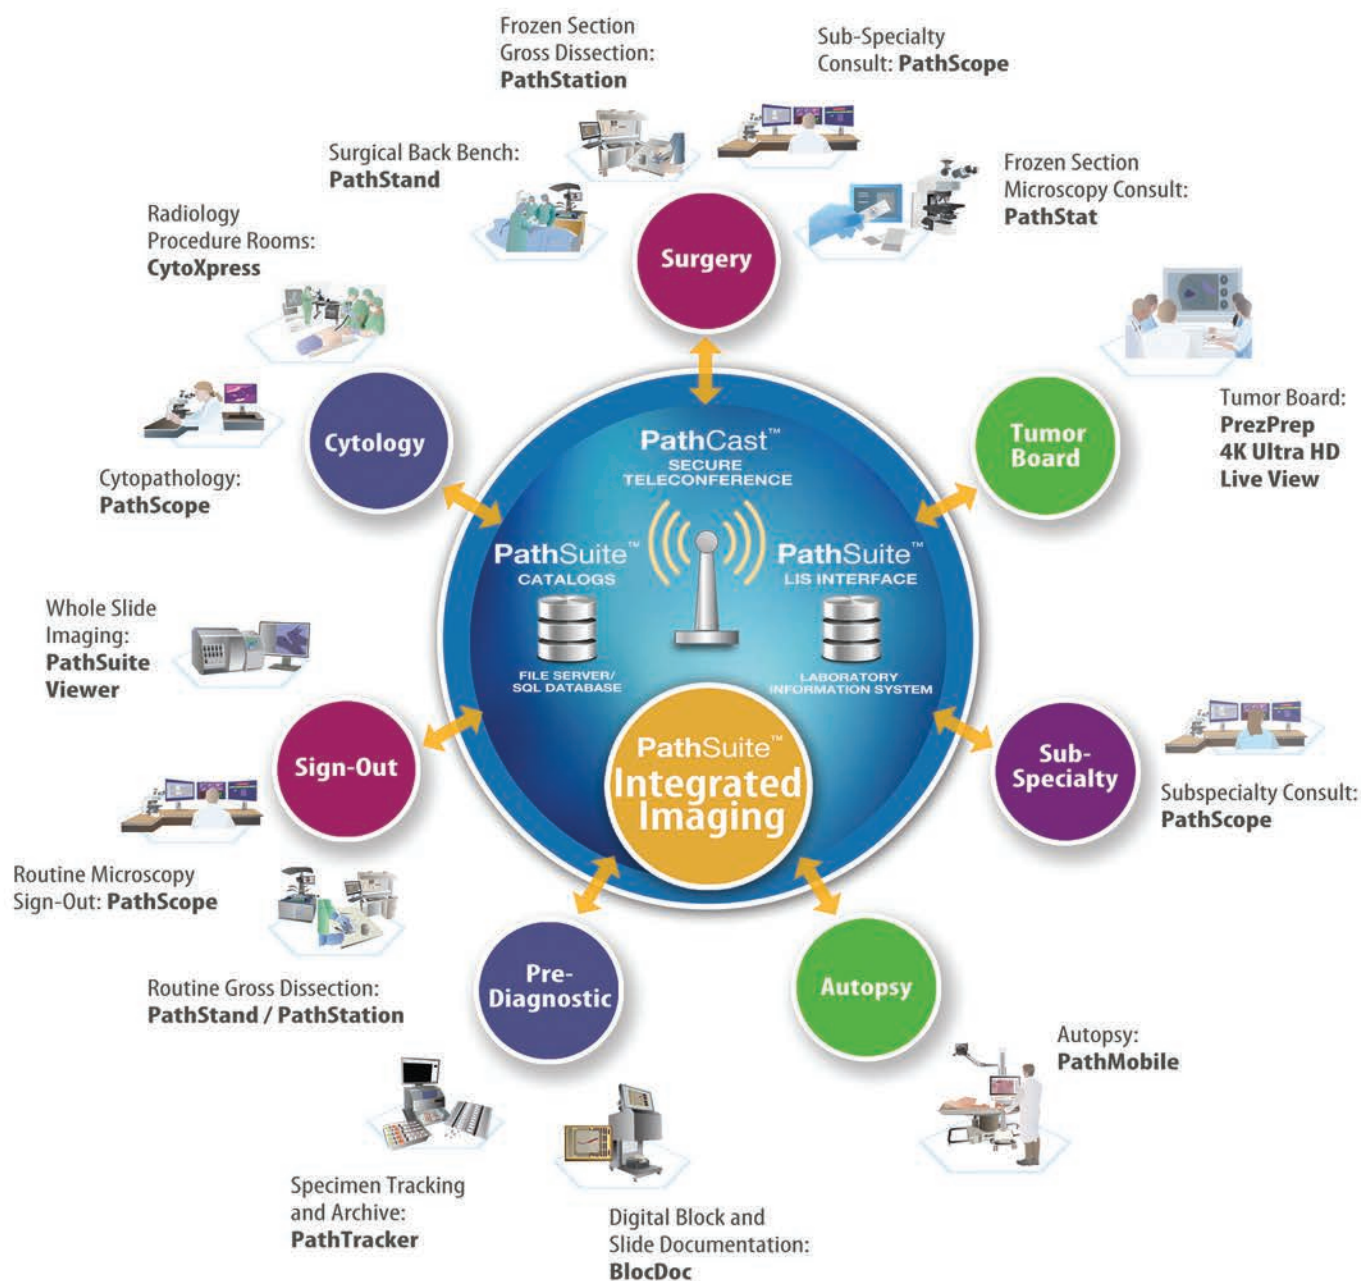 Frozen Section
Gross Dissection:
PathStation
Sub-Specialty
Consult: PathScope
Surgical Back Bench:
PathStand
Frozen Section
Microscopy Consult:
PathStat
Radiology
Procedure Rooms:
CytoXpress
Surgery
Cytopathology:
PathScope
Cytology
Tumor
Board
Tumor Board:
PrezPrep
4K Ultra HD
Live View
PathCast™
SECURE
TELECONFERENCE
PathSuite™
CATALOGS
FILE SERVER/
SQL DATABASE
PathSuite™
LIS INTERFACE
LABORATORY
INFORMATION SYSTEM
Whole Slide
Imaging:
PathSuite
Viewer
Sign-Out
PathSuite™
Integrated
Imaging
Sub-
Specialty
Subspecialty Consult:
PathScope
Routine Microscopy
Sign-Out: PathScope
Routine Gross Dissection:
PathStand / PathStation
Pre-
Diagnostic
Autopsy
Autopsy:
PathMobile
Specimen Tracking
and Archive:
PathTracker
Digital Block and
Slide Documentation:
BlocDoc